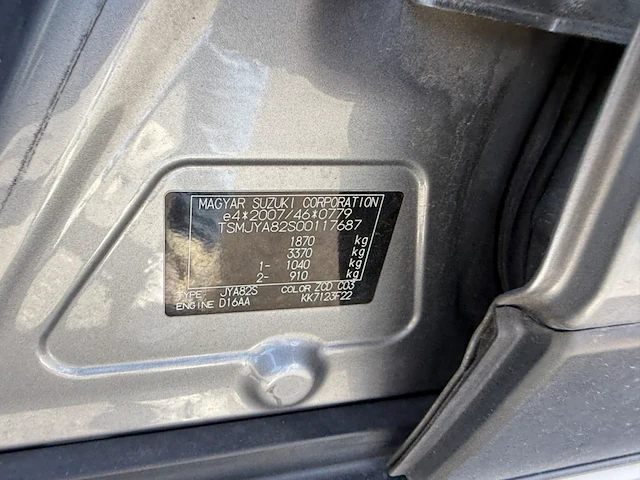 MAGYAR SUZUKI CORPORATION
e4*2007/46*0779
TSMJYA82S00117687
1870 kg
3370 kg
1- 1040 kg
2- 910 kg
TYPE/ JYA82S COLOR ZCD C03
ENGINE D16AA KK7123F22